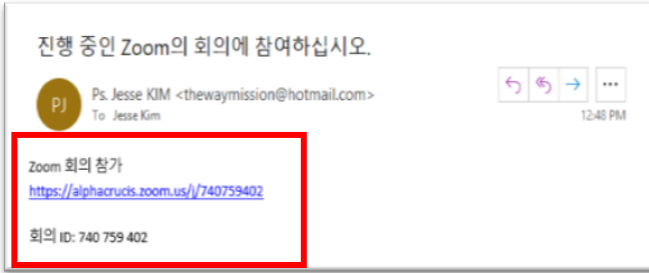 진행 중인 Zoom의 회의에 참여하십시오.
PJ
Ps. Jesse KIM <thewaymission@hotmail.com>
To Jesse Kim
12:48 PM
Zoom 회의 참가
https://alphacrucis.zoom.us/j/740759402
회의 ID: 740 759 402